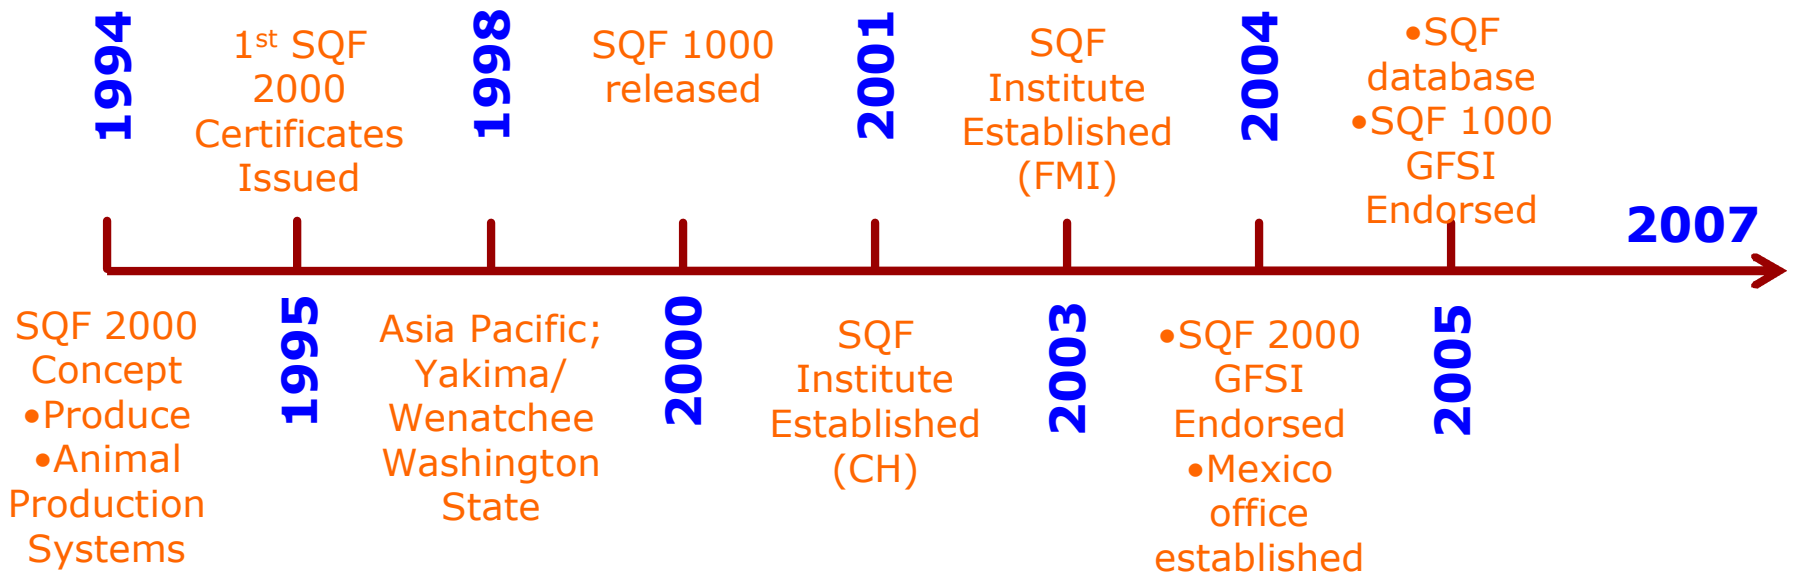 1994
1st SQF
2000
Certificates
Issued
1998
SQF 1000
released
2001
SQF
Institute
Established
(FMI)
2004
•SQF
database
•SQF 1000
GFSI
Endorsed
2007
SQF 2000
Concept
•Produce
•Animal
Production
Systems
1995
Asia Pacific;
Yakima/
Wenatchee
Washington
State
2000
SQF
Institute
Established
(CH)
2003
•SQF 2000
GFSI
Endorsed
•Mexico
office
established
2005